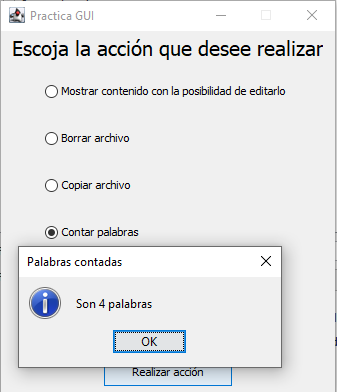 Practica GUI
Escoja la acción que desee realizar
Mostrar contenido con la posibilidad de editarlo
Borrar archivo
Copiar archivo
Contar palabras
Palabras contadas
Son 4 palabras
OK
Realizar acción